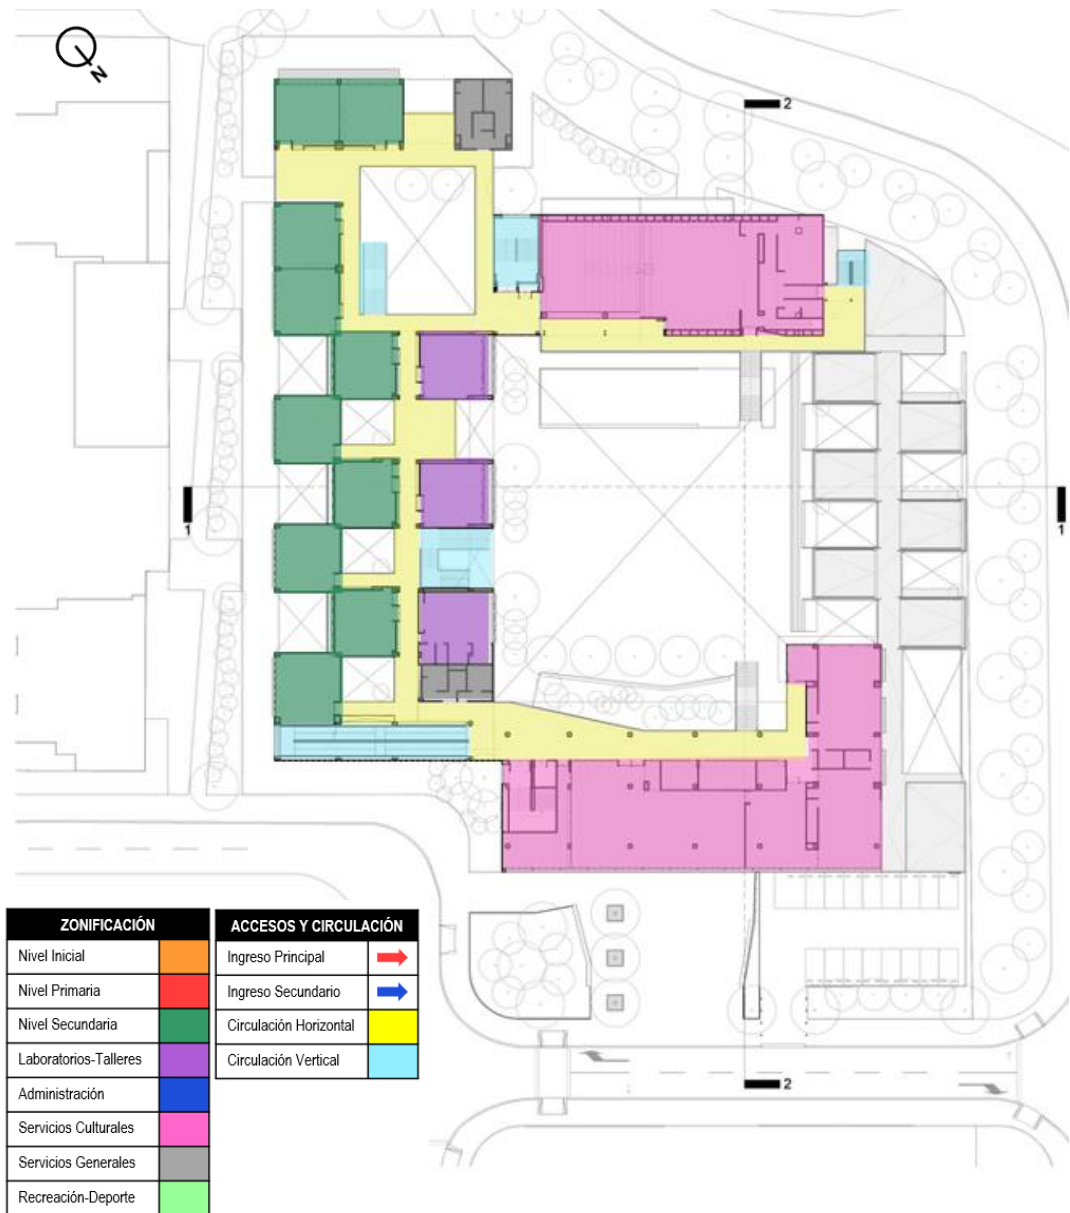 N
2
1
1
2
ZONIFICACIÓN
Nivel Inicial
Nivel Primaria
Nivel Secundaria
Laboratorios-Talleres
Administración
Servicios Culturales
Servicios Generales
Recreación-Deporte
ACCESOS Y CIRCULACIÓN
Ingreso Principal
Ingreso Secundario
Circulación Horizontal
Circulación Vertical